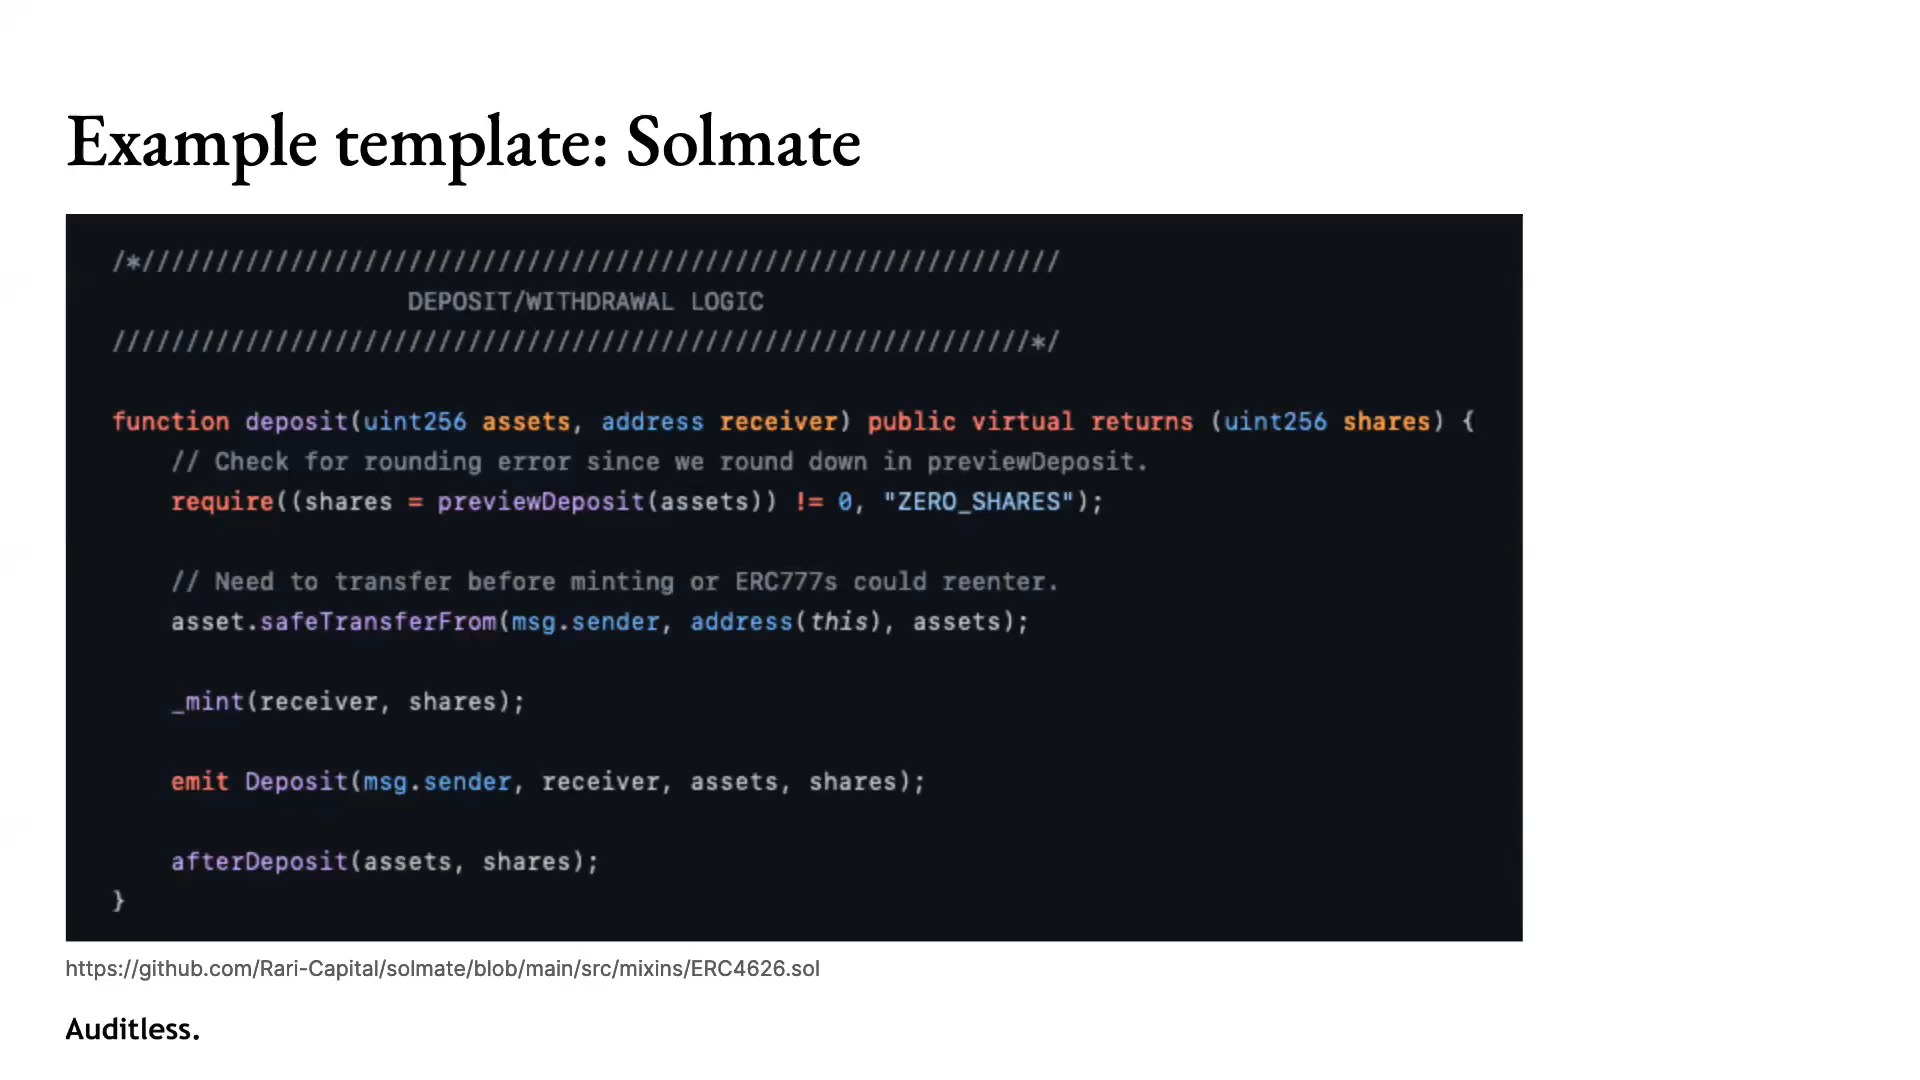 Example template: Solmate
/*//////////////////////////////////////////////////////////////
DEPOSIT/WITHDRAWAL LOGIC
//////////////////////////////////////////////////////////////*/
function deposit(uint256 assets, address receiver) public virtual returns (uint256 shares) {
// Check for rounding error since we round down in previewDeposit.
require((shares = previewDeposit(assets)) != 0, "ZERO_SHARES");
// Need to transfer before minting or ERC777s could reenter.
asset.safeTransferFrom(msg.sender, address(this), assets);
_mint(receiver, shares);
emit Deposit(msg.sender, receiver, assets, shares);
afterDeposit(assets, shares);
}
https://github.com/Rari-Capital/solmate/blob/main/src/mixins/ERC4626.sol
Auditless.